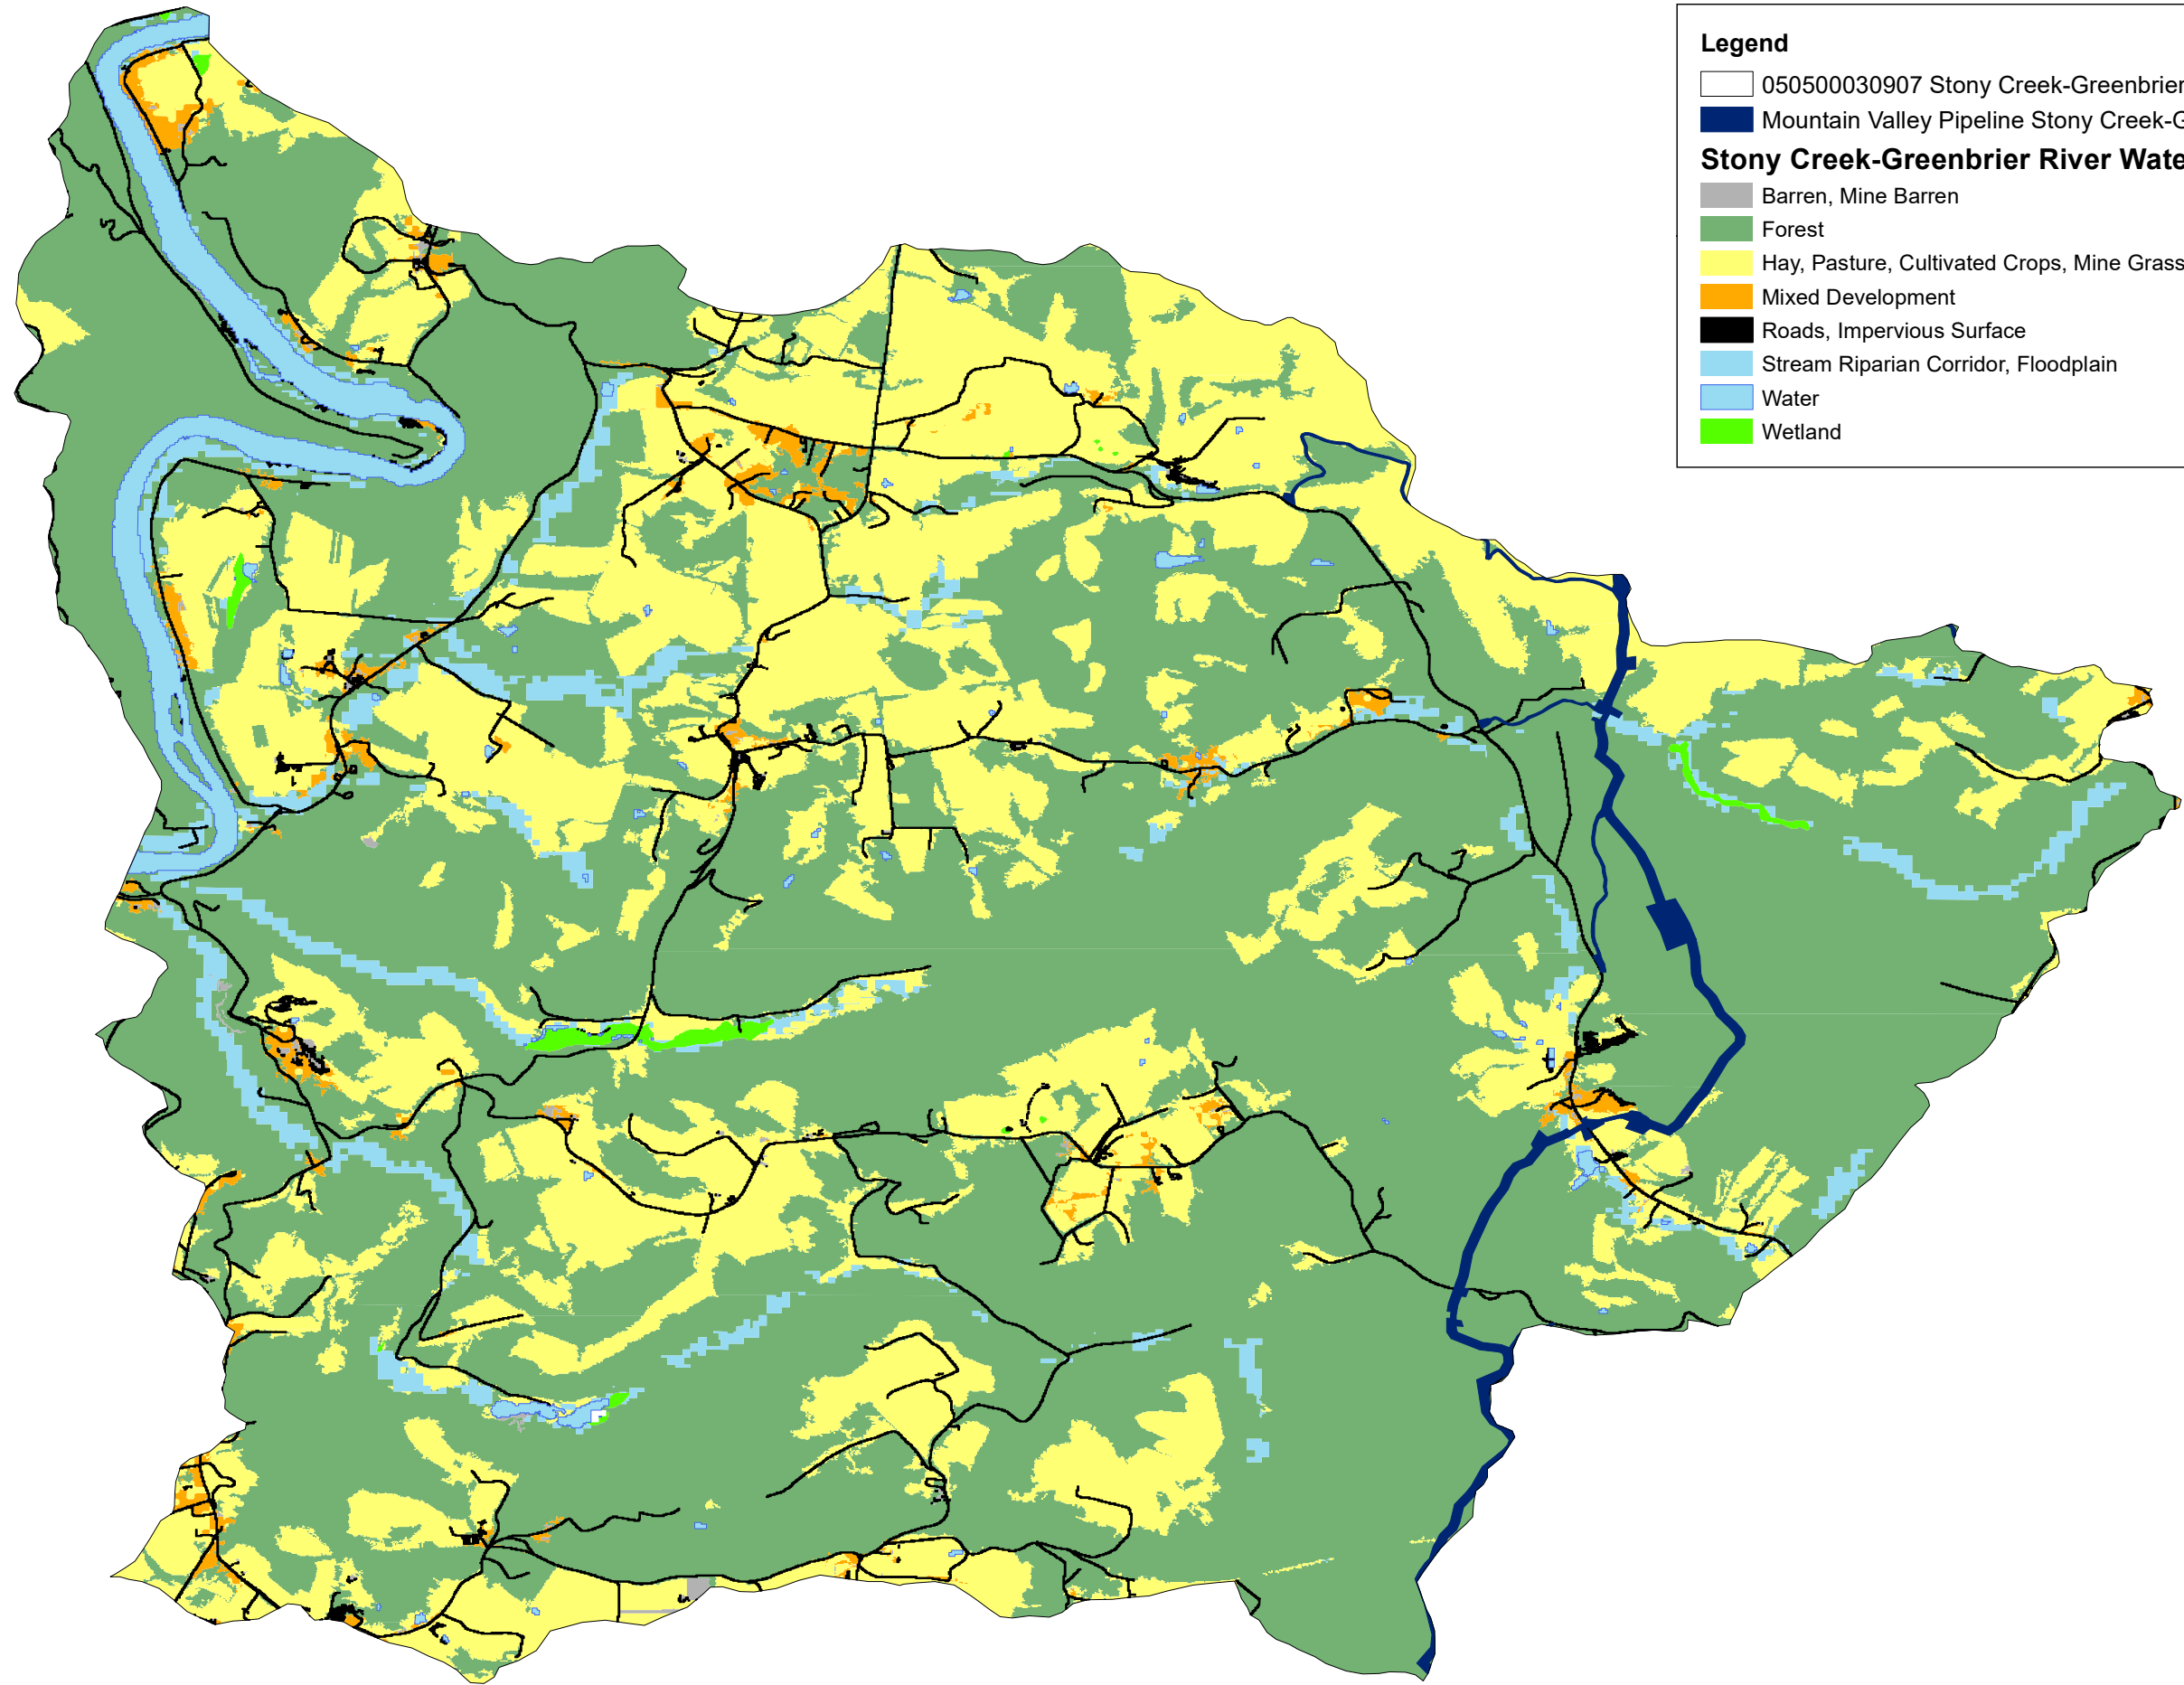 Legend
050500030907 Stony Creek-Greenbrier
Mountain Valley Pipeline Stony Creek-G
Stony Creek-Greenbrier River Wate
Barren, Mine Barren
Forest
Hay, Pasture, Cultivated Crops, Mine Grass
Mixed Development
Roads, Impervious Surface
Stream Riparian Corridor, Floodplain
Water
Wetland